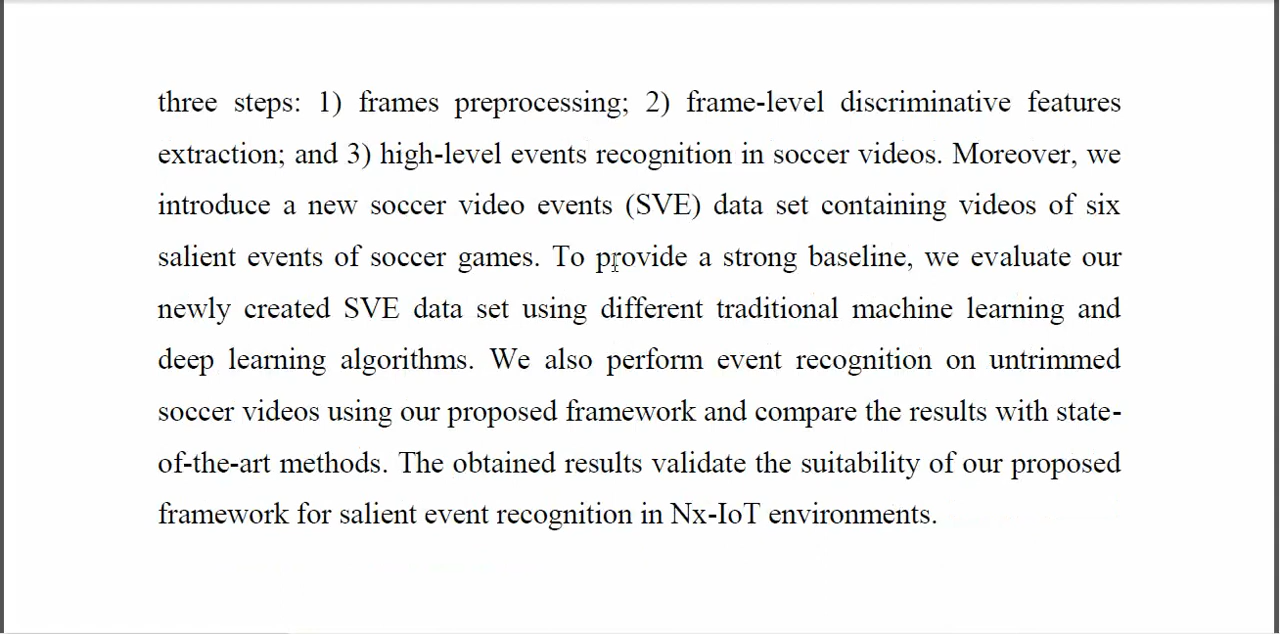 three steps: 1) frames preprocessing; 2) frame-level discriminative features
extraction; and 3) high-level events recognition in soccer videos. Moreover, we
introduce a new soccer video events (SVE) data set containing videos of six
salient events of soccer games. To provide a strong baseline, we evaluate our
newly created SVE data set using different traditional machine learning and
deep learning algorithms. We also perform event recognition on untrimmed
soccer videos using our proposed framework and compare the results with state-
of-the-art methods. The obtained results validate the suitability of our proposed
framework for salient event recognition in Nx-IoT environments.